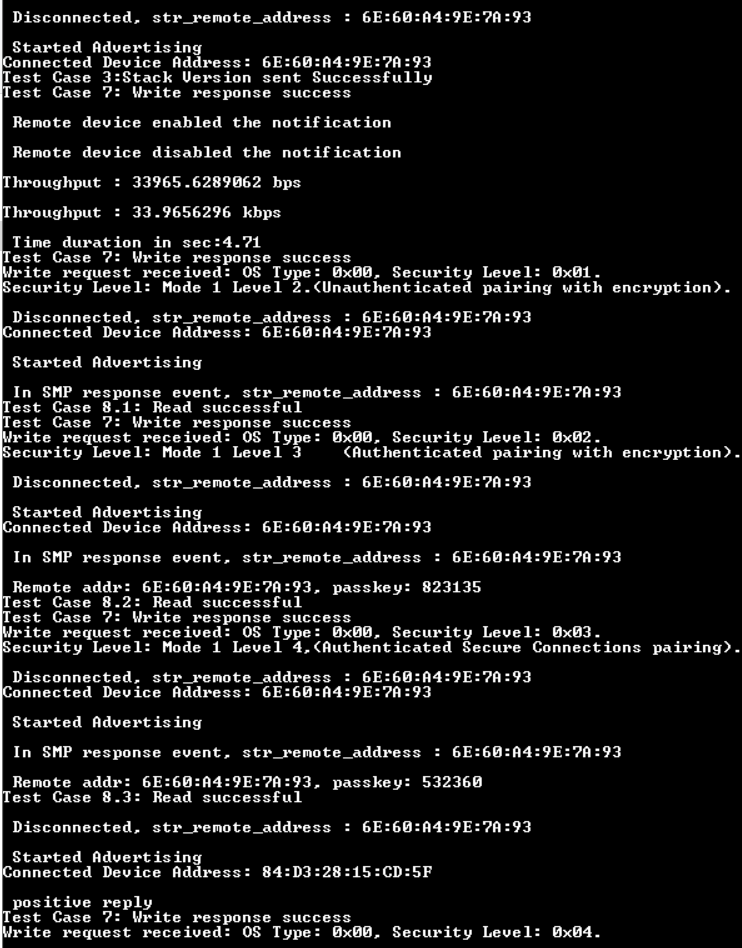 Disconnected, str_remote_address : 6E:60:A4:9E:7A:93
Started Advertising
Connected Device Address: 6E:60:A4:9E:7A:93
Test Case 3:Stack Version sent Successfully
Test Case 7: Write response success
Remote device enabled the notification
Remote device disabled the notification
Throughput : 33965.6289062 bps
Throughput : 33.9656296 kbps
Time duration in sec:4.71
Test Case 7: Write response success
Write request received: OS Type: 0x00, Security Level: 0x01.
Security Level: Mode 1 Level 2.(Unauthenticated pairing with encryption).
Disconnected, str_remote_address : 6E:60:A4:9E:7A:93
Connected Device Address: 6E:60:A4:9E:7A:93
Started Advertising
In SMP response event, str_remote_address : 6E:60:A4:9E:7A:93
Test Case 8.1: Read successful
Test Case 7: Write response success
Write request received: OS Type: 0x00, Security Level: 0x02.
Security Level: Mode 1 Level 3    (Authenticated pairing with encryption).
Disconnected, str_remote_address : 6E:60:A4:9E:7A:93
Started Advertising
Connected Device Address: 6E:60:A4:9E:7A:93
In SMP response event, str_remote_address : 6E:60:A4:9E:7A:93
Remote addr: 6E:60:A4:9E:7A:93, passkey: 823135
Test Case 8.2: Read successful
Test Case 7: Write response success
Write request received: OS Type: 0x00, Security Level: 0x03.
Security Level: Mode 1 Level 4,(Authenticated Secure Connections pairing).
Disconnected, str_remote_address : 6E:60:A4:9E:7A:93
Connected Device Address: 6E:60:A4:9E:7A:93
Started Advertising
In SMP response event, str_remote_address : 6E:60:A4:9E:7A:93
Remote addr: 6E:60:A4:9E:7A:93, passkey: 532360
Test Case 8.3: Read successful
Disconnected, str_remote_address : 6E:60:A4:9E:7A:93
Started Advertising
Connected Device Address: 84:D3:28:15:CD:5F
positive reply
Test Case 7: Write response success
Write request received: OS Type: 0x00, Security Level: 0x04.